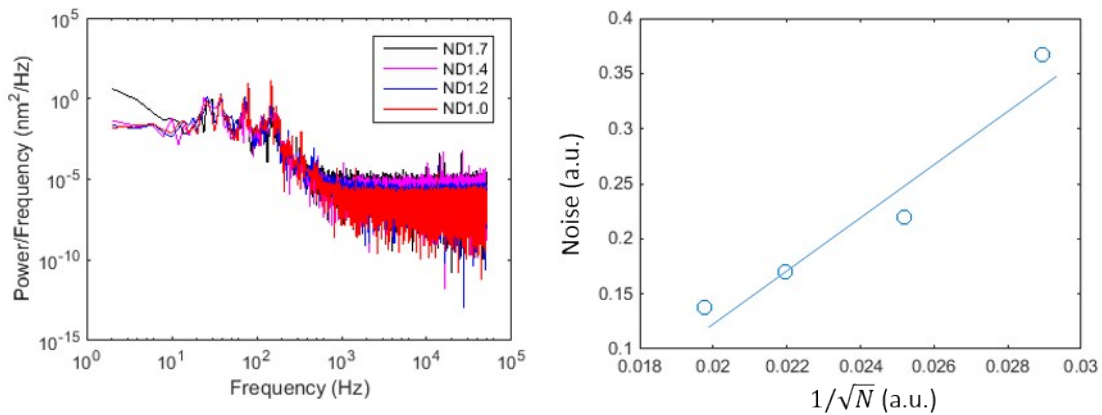 10^5
10^0
10^-5
10^-10
10^-15
Power/Frequency (nm^2/Hz)
ND1.7
ND1.4
ND1.2
ND1.0
10^0 10^1 10^2 10^3 10^4 10^5
Frequency (Hz)
0.4
0.35
0.3
0.25
0.2
0.15
0.1
Noise (a.u.)
0.018 0.02 0.022 0.024 0.026 0.028 0.03
1/√N (a.u.)